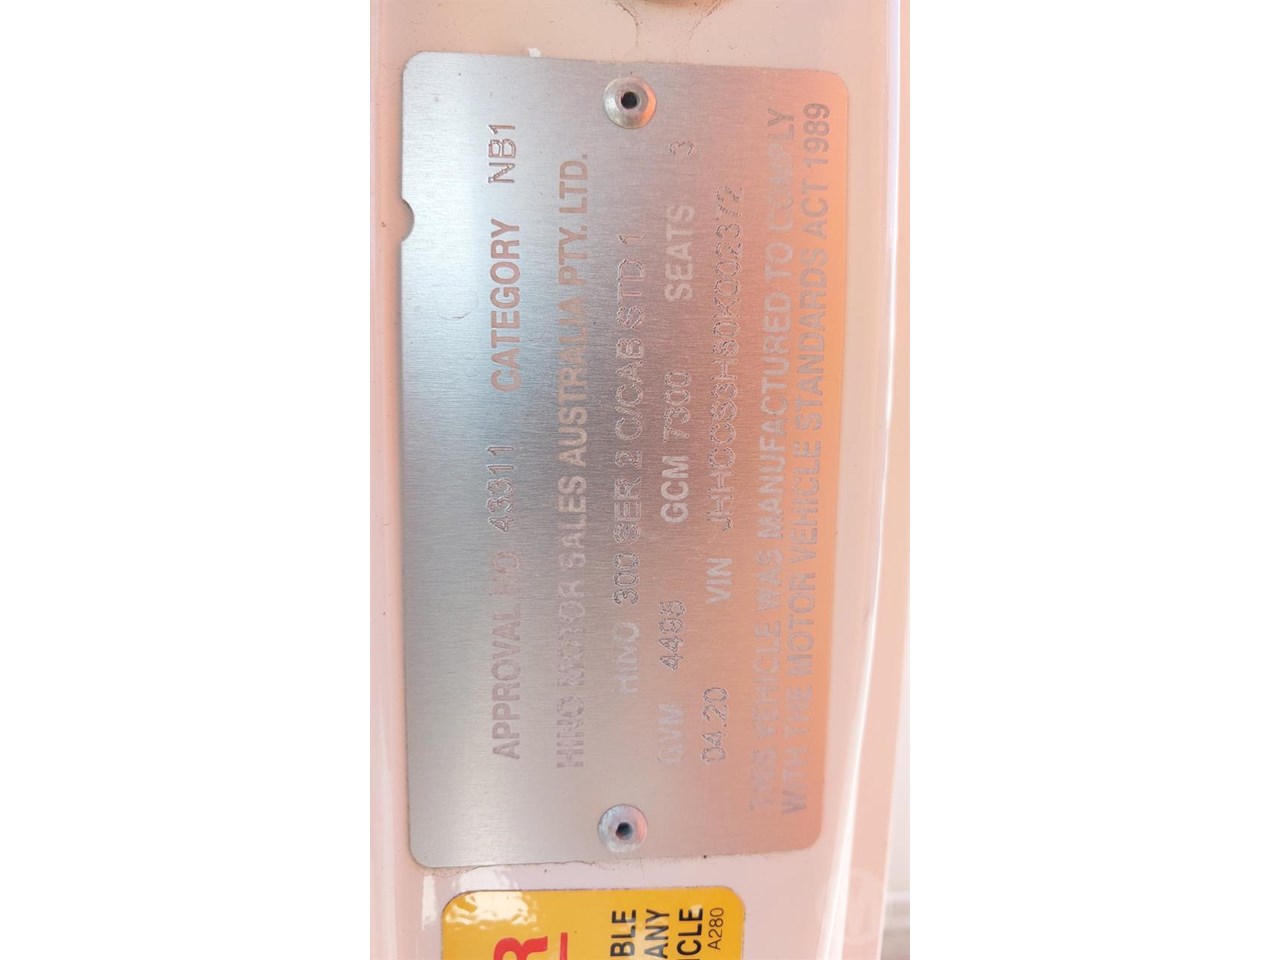 APPROVAL NO 43311 CATEGORY NB1
HINO MOTOR SALES AUSTRALIA PTY. LTD.
HINO 300 SER 2 C/CAB STD 1
GVM 4495 GCM 7300 SEATS 3
04.20 VIN
THIS VEHICLE WAS MANUFACTURED TO COMPLY
WITH THE MOTOR VEHICLE STANDARDS ACT 1989
R
BLE
ANY
ICLE
A280